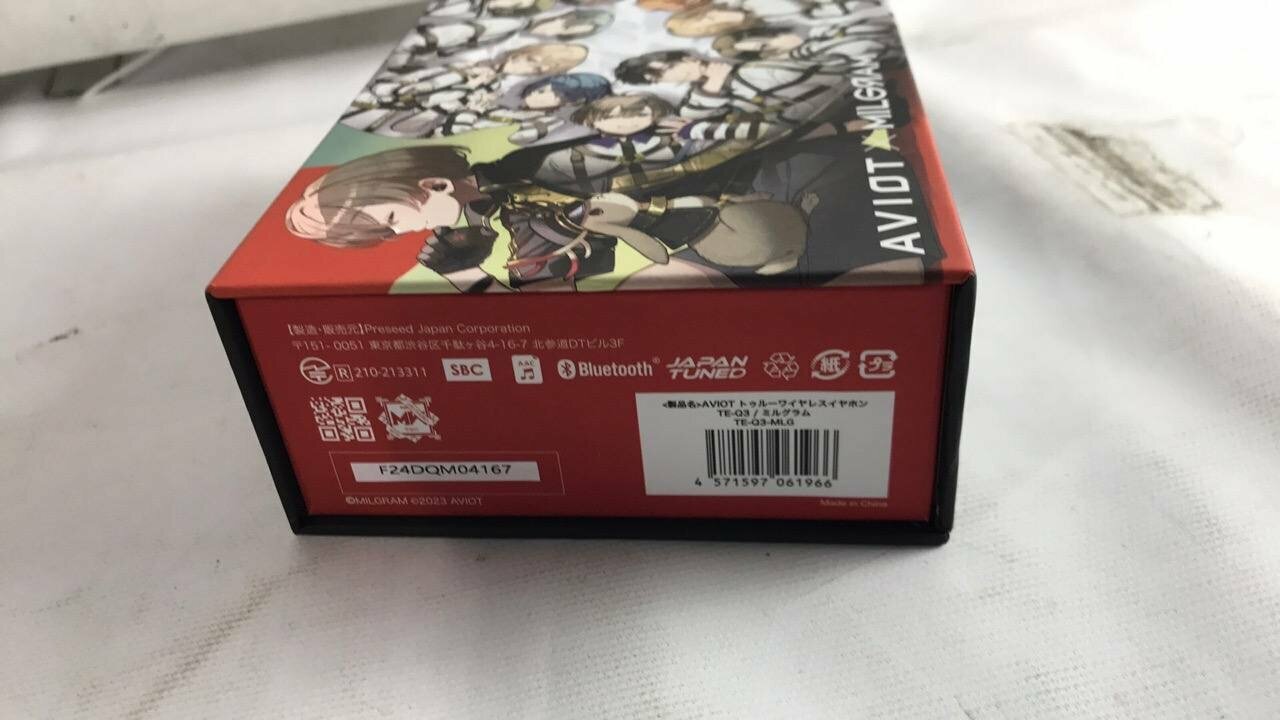 AVIOT X MILGRAM
【製造・販売元】Preseed Japan Corporation
〒151-0051 東京都渋谷区千駄ヶ谷4-16-7 北参道DTビル3F
R 210-213311 SBC AAC Bluetooth® JAPAN TUNED 紙 プラ
F24DQM04167
©MILGRAM ©2023 AVIOT
<製品名>AVIOT トゥルーワイヤレスイヤホン
TE-Q3 / ミルグラム
TE-Q3-MLG
4 571597 061966
Made in China